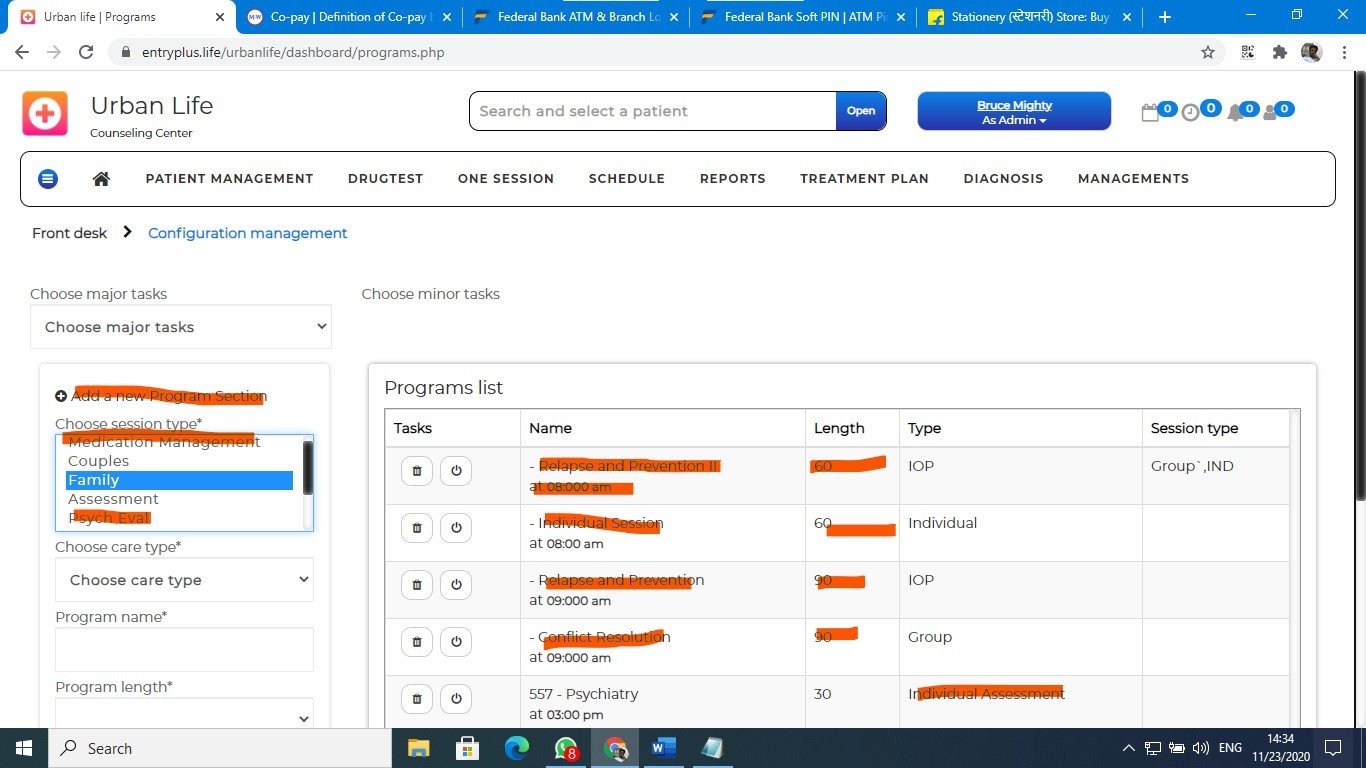 Urban life | Programs
Co-pay | Definition of Co-pay
Federal Bank ATM & Branch Lo
Federal Bank Soft PIN | ATM Pi
Stationery (स्टेशनरी) Store: Buy
entryplus.life/urbanlife/dashboard/programs.php
Urban Life
Counseling Center
Search and select a patient
Open
Bruce Mighty
As Admin
0 0 0 0
PATIENT MANAGEMENT DRUGTEST ONE SESSION SCHEDULE REPORTS TREATMENT PLAN DIAGNOSIS MANAGEMENTS
Front desk Configuration management
Choose major tasks
Choose minor tasks
Choose major tasks
Add a new Program Section
Choose session type*
Medication Management
Couples
Family
Assessment
Psych Eval
Choose care type*
Choose care type
Program name*
Program length*
Programs list
Tasks Name Length Type Session type
- Relapse and Prevention II 60 IOP Group`,IND
at 08:000 am
- Individual Session 60 Individual
at 08:00 am
- Relapse and Prevention 90 IOP
at 09:000 am
- Conflict Resolution 90 Group
at 09:000 am
557 - Psychiatry 30 Individual Assessment
at 03:00 pm
Search
8
ENG
14:34
11/23/2020